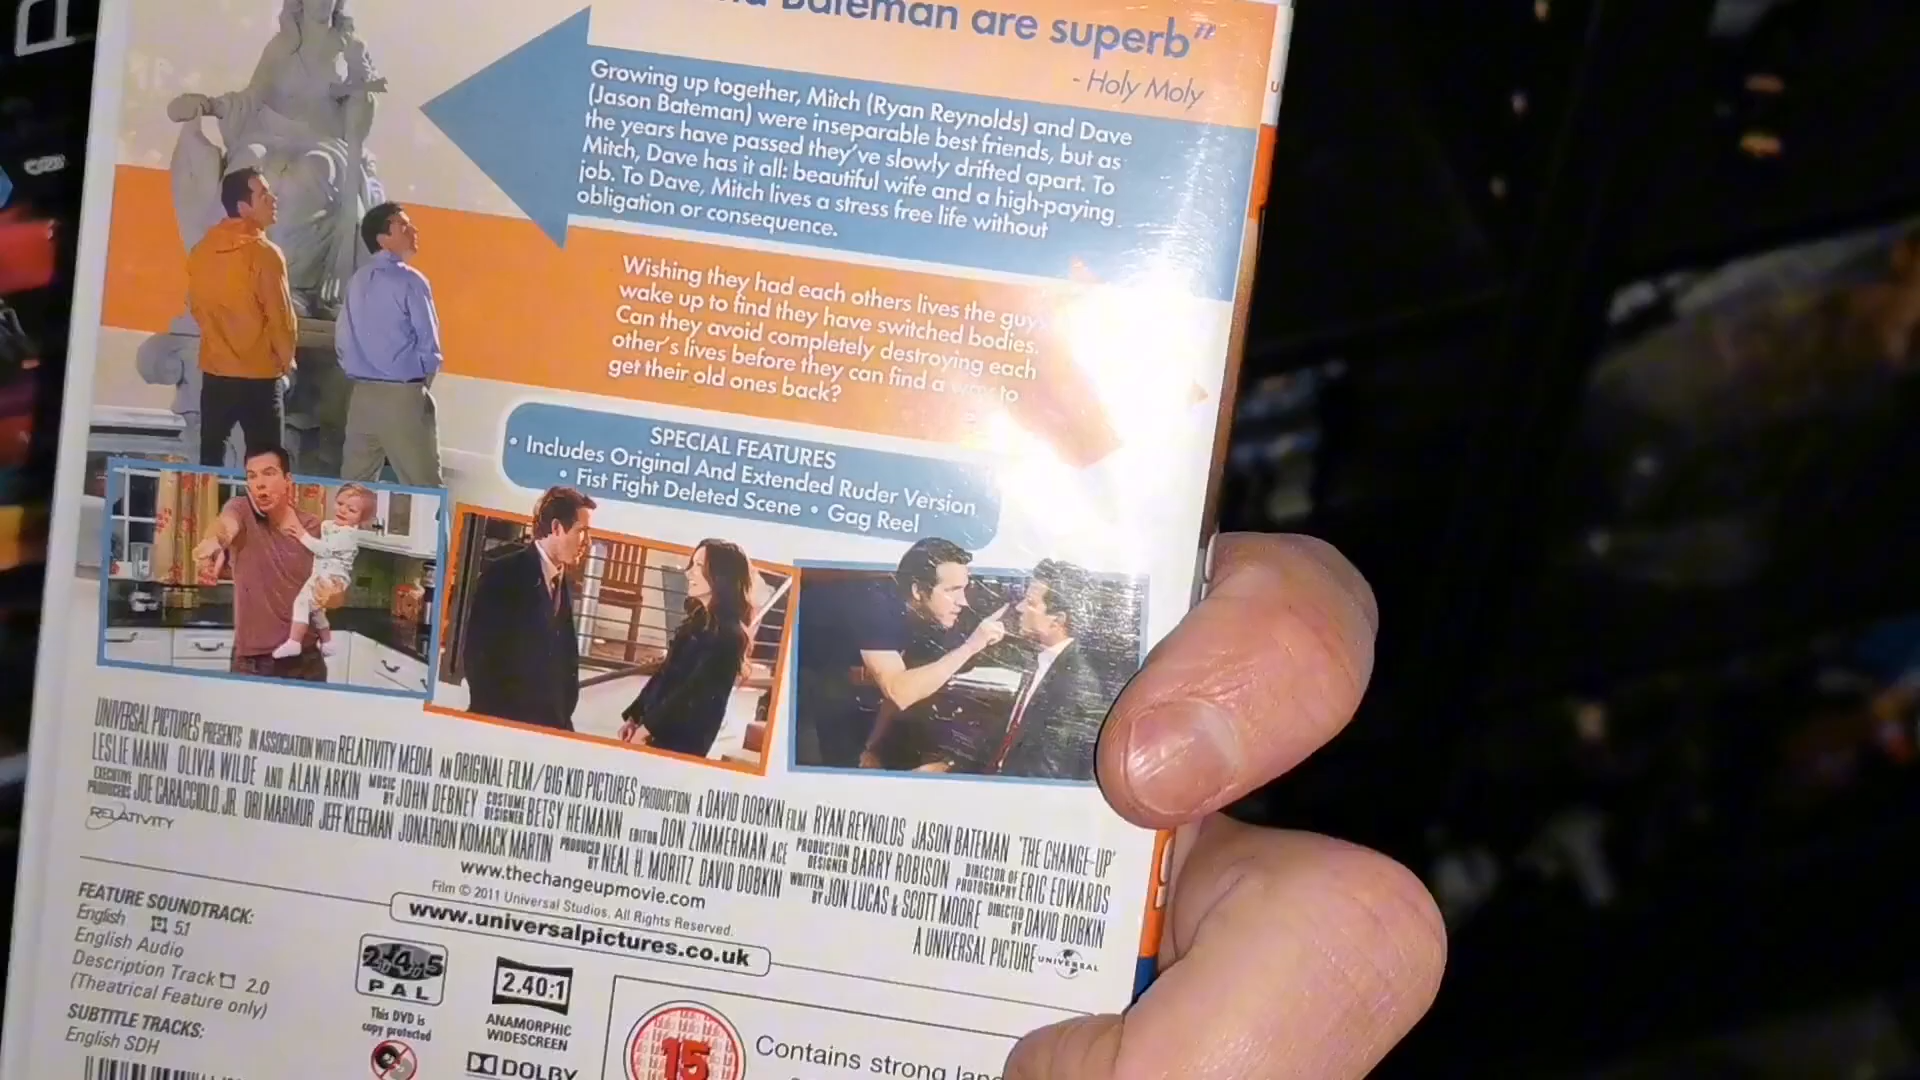 Bateman are superb"
- Holy Moly
Growing up together, Mitch (Ryan Reynolds) and Dave
(Jason Bateman) were inseparable best friends, but as
the years have passed they've slowly drifted apart. To
Mitch, Dave has it all: beautiful wife and a high-paying
job. To Dave, Mitch lives a stress free life without
obligation or consequence.
Wishing they had each others lives the guy
wake up to find they have switched bodies.
Can they avoid completely destroying each
other's lives before they can find a way to
get their old ones back?
SPECIAL FEATURES
• Includes Original And Extended Ruder Version
• Fist Fight Deleted Scene • Gag Reel
UNIVERSAL PICTURES PRESENTS IN ASSOCIATION WITH RELATIVITY MEDIA AN ORIGINAL FILM/BIG KID PICTURES PRODUCTION A DAVID DOBKIN FILM RYAN REYNOLDS JASON BATEMAN "THE CHANGE-UP"
LESLIE MANN OLIVIA WILDE AND ALAN ARKIN MUSIC BY JOHN DEBNEY COSTUME DESIGNER BETSY HEIMANN EDITOR DON ZIMMERMAN ACE PRODUCTION DESIGNER BARRY ROBISON DIRECTOR OF PHOTOGRAPHY ERIC EDWARDS
EXECUTIVE PRODUCERS JOE CARACCIOLO, JR. ORI MARMUR JEFF KLEEMAN JONATHON KOMACK MARTIN PRODUCED BY NEAL H. MORITZ DAVID DOBKIN WRITTEN BY JON LUCAS & SCOTT MOORE DIRECTED BY DAVID DOBKIN
RELATIVITY
www.thechangeupmovie.com
A UNIVERSAL PICTURE UNIVERSAL
Film © 2011 Universal Studios. All Rights Reserved.
www.universalpictures.co.uk
FEATURE SOUNDTRACK:
English 5.1
English Audio
Description Track 2.0
(Theatrical Feature only)
SUBTITLE TRACKS:
English SDH
2·4·5
PAL
This DVD is
copy protected
2.40:1
ANAMORPHIC
WIDESCREEN
DOLBY
15
Contains strong